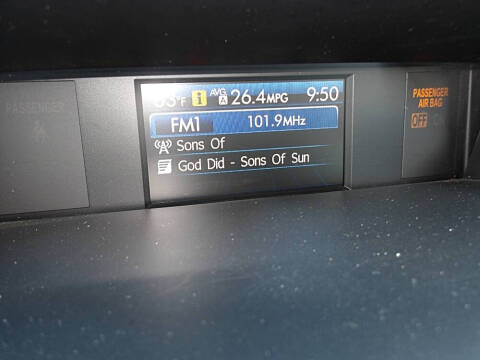 °F i AVG A 26.4MPG 9:50
FM1 101.9MHz
Sons Of
God Did - Sons Of Sun
PASSENGER
AIR BAG
OFF
PASSENGER